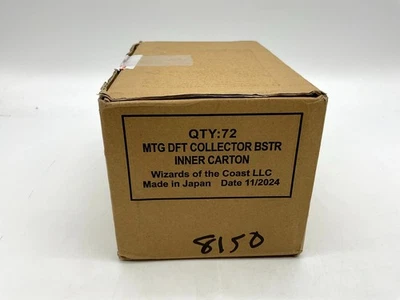 QTY:72
MTG DFT COLLECTOR BSTR
INNER CARTON
Wizards of the Coast LLC
Made in Japan Date 11/2024
8150